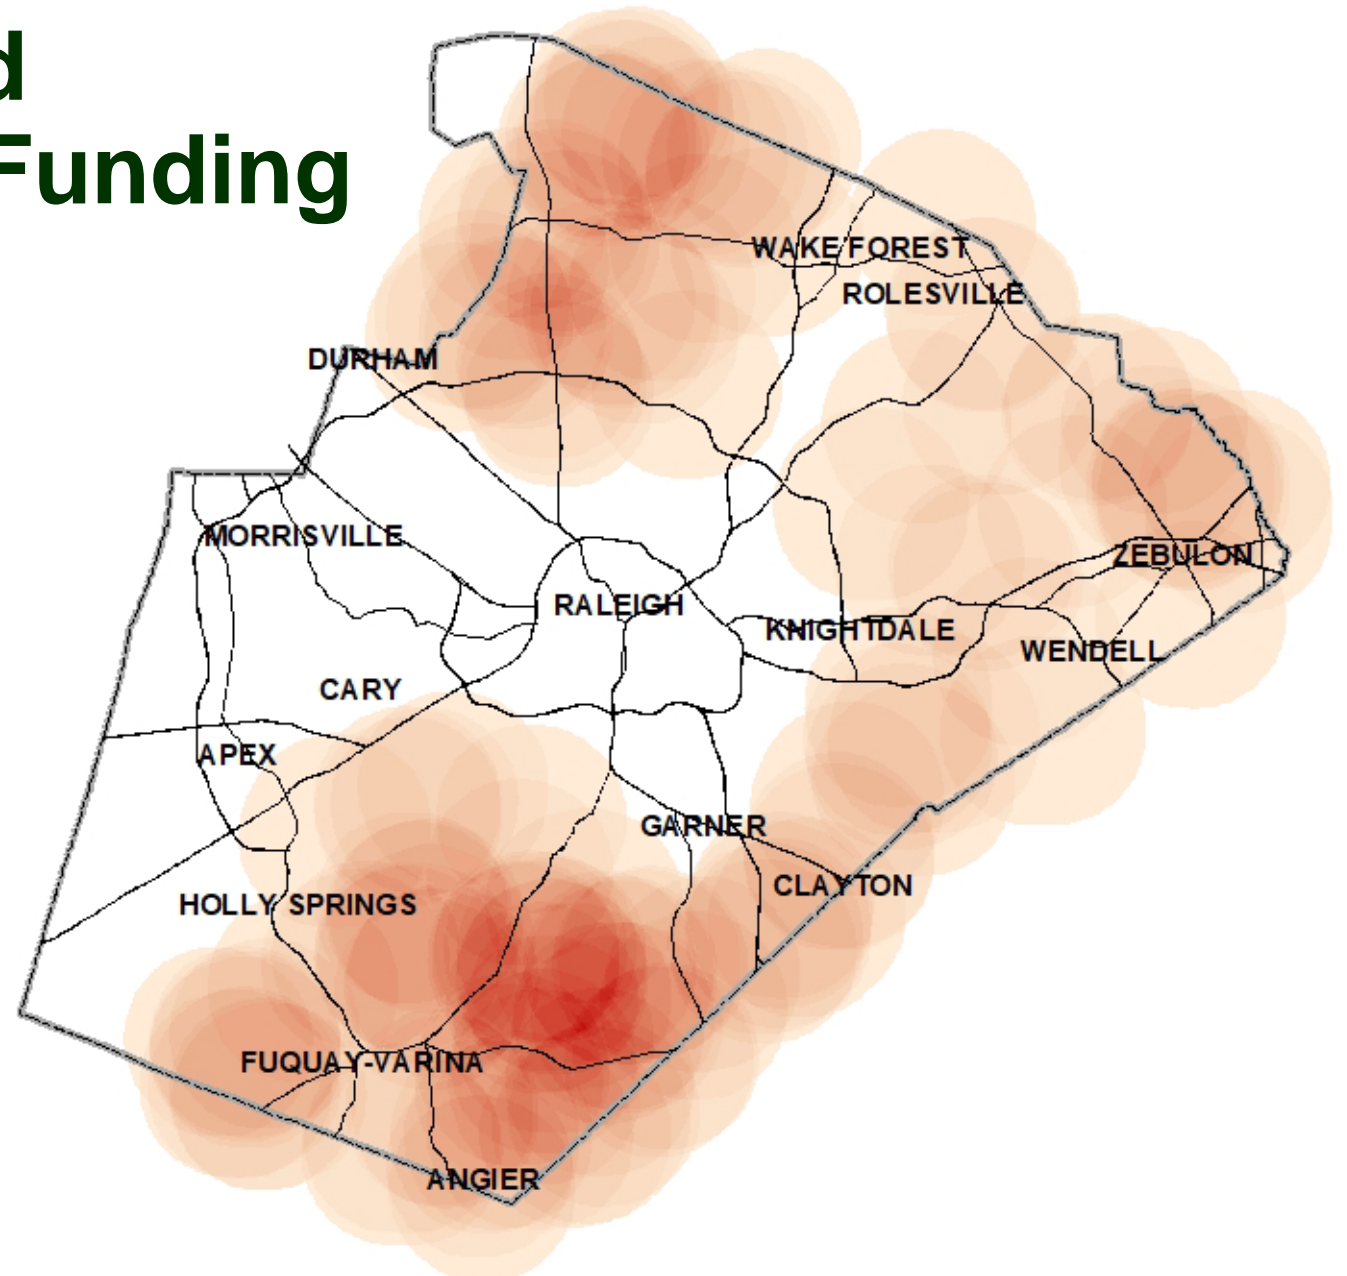 d
Funding
WAKE FOREST
ROLESVILLE
DURHAM
MORRISVILLE
ZEBULON
RALEIGH
KNIGHTDALE
WENDELL
CARY
APEX
GARNER
CLAYTON
HOLLY SPRINGS
FUQUAY-VARINA
ANGIER